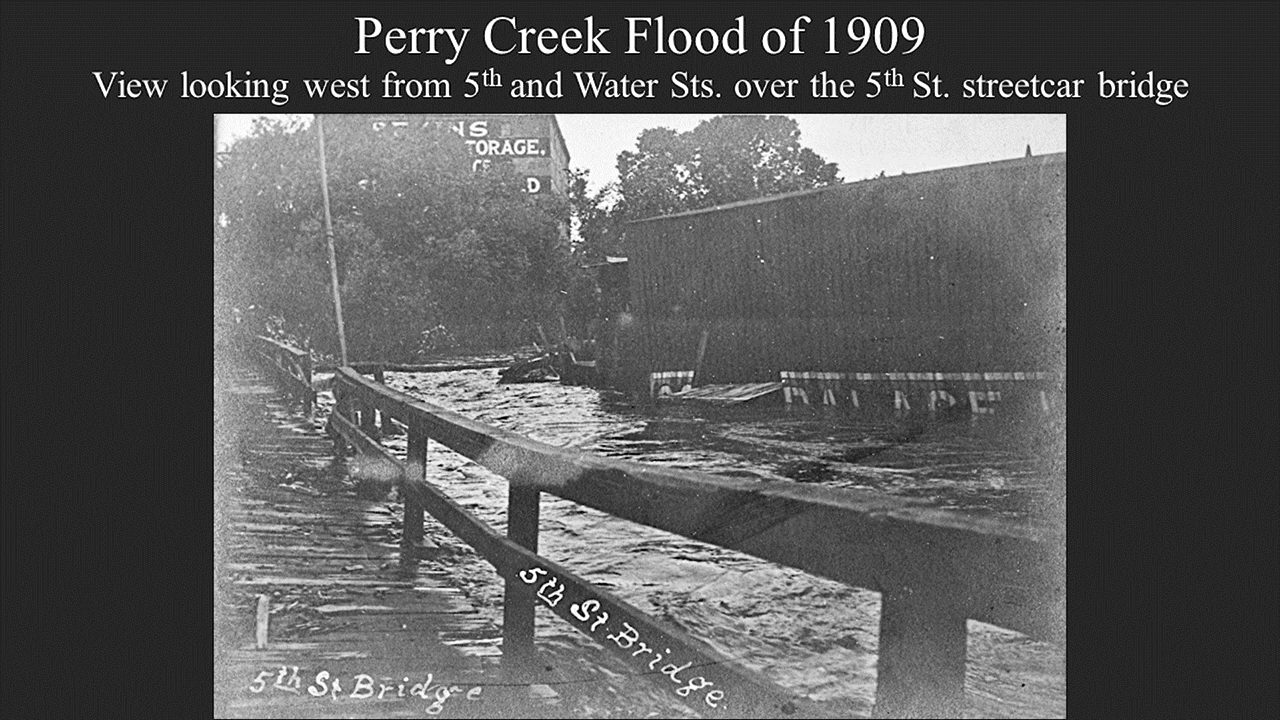 Perry Creek Flood of 1909
View looking west from 5th and Water Sts. over the 5th St. streetcar bridge
5th St. Bridge.
5th St Bridge